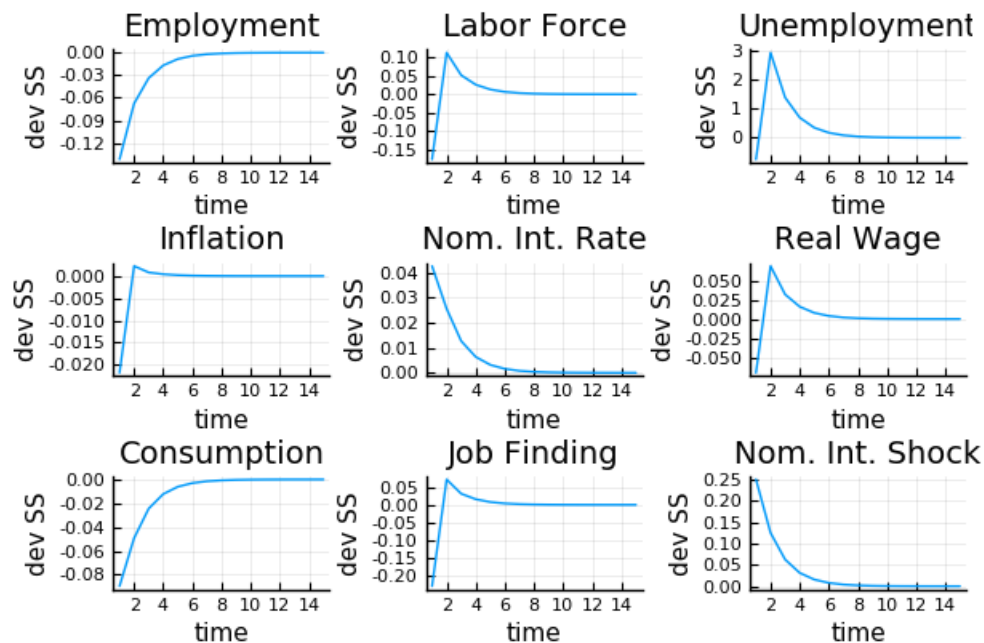 Employment
Labor Force
Unemployment
dev SS
0.00
-0.03
-0.06
-0.09
-0.12
2 4 6 8 10 12 14
time
dev SS
0.10
0.05
0.00
-0.05
-0.10
-0.15
2 4 6 8 10 12 14
time
dev SS
3
2
1
0
2 4 6 8 10 12 14
time
Inflation
Nom. Int. Rate
Real Wage
dev SS
0.000
-0.005
-0.010
-0.015
-0.020
2 4 6 8 10 12 14
time
dev SS
0.04
0.03
0.02
0.01
0.00
2 4 6 8 10 12 14
time
dev SS
0.050
0.025
0.000
-0.025
-0.050
2 4 6 8 10 12 14
time
Consumption
Job Finding
Nom. Int. Shock
dev SS
0.00
-0.02
-0.04
-0.06
-0.08
2 4 6 8 10 12 14
time
dev SS
0.05
0.00
-0.05
-0.10
-0.15
-0.20
2 4 6 8 10 12 14
time
dev SS
0.25
0.20
0.15
0.10
0.05
0.00
2 4 6 8 10 12 14
time